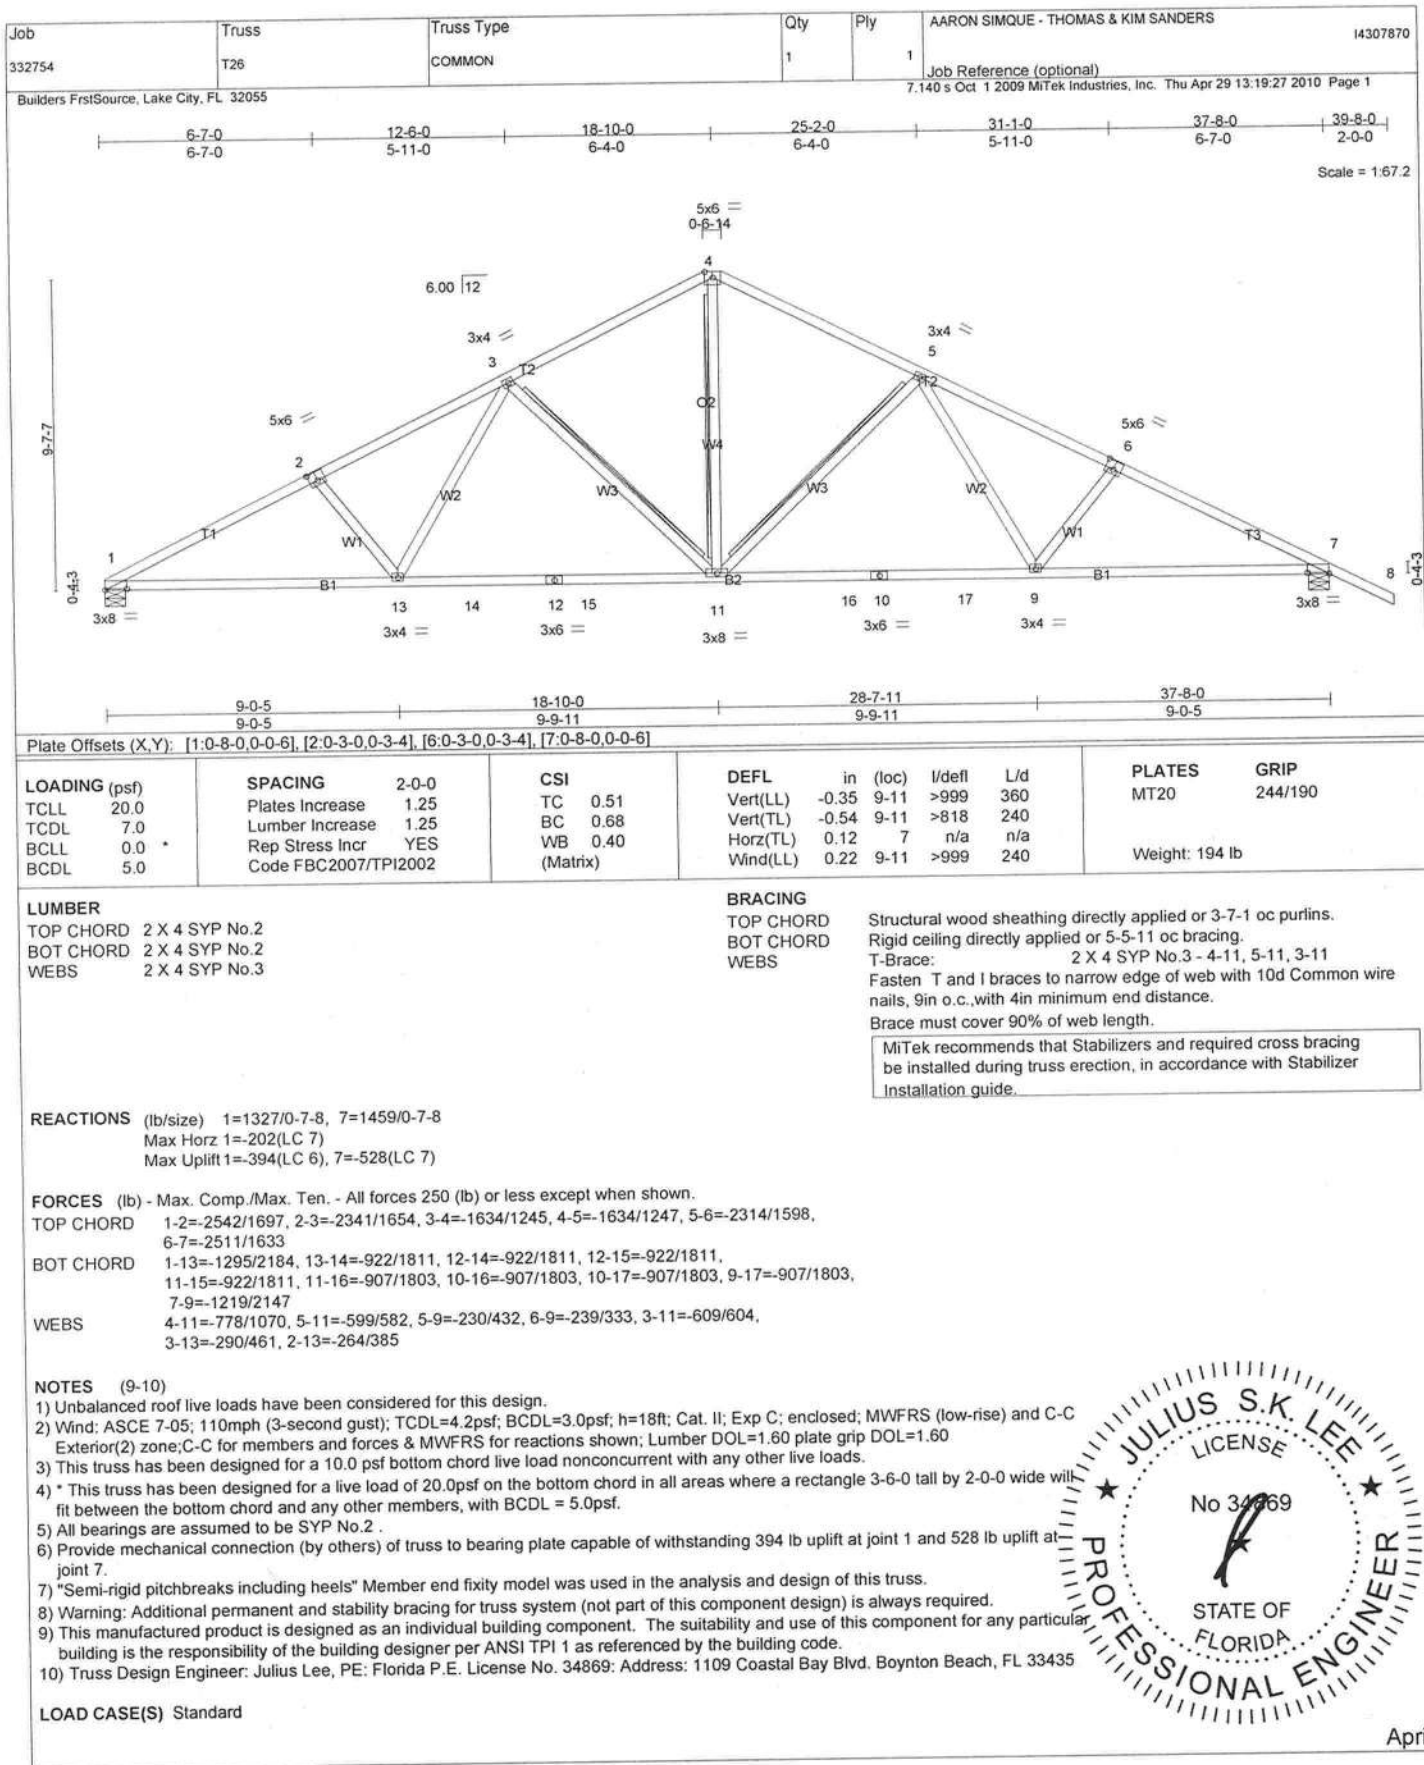 Job Truss Truss Type Qty Ply AARON SIMQUE - THOMAS & KIM SANDERS
I4307870
332754 T26 COMMON 1 1
Job Reference (optional)
Builders FrstSource, Lake City, FL 32055 7.140 s Oct 1 2009 MiTek Industries, Inc. Thu Apr 29 13:19:27 2010 Page 1
6-7-0 12-6-0 18-10-0 25-2-0 31-1-0 37-8-0 39-8-0
6-7-0 5-11-0 6-4-0 6-4-0 5-11-0 6-7-0 2-0-0
Scale = 1:67.2
5x6 =
0-6-14
4
6.00 12
3x4 = 3x4 =
3 T2 5 T2
O2
5x6 = 5x6 =
9-7-7
2 W4 6
W2 W3 W3 W2
T1 W1 W1 T3
1 7
0-4-3 B1 B2 B1 8 0-4-3
3x8 = 13 14 12 15 11 16 10 17 9 3x8 =
3x4 = 3x6 = 3x8 = 3x6 = 3x4 =
9-0-5 18-10-0 28-7-11 37-8-0
9-0-5 9-9-11 9-9-11 9-0-5
Plate Offsets (X,Y): [1:0-8-0,0-0-6], [2:0-3-0,0-3-4], [6:0-3-0,0-3-4], [7:0-8-0,0-0-6]
LOADING (psf)
TCLL 20.0
TCDL 7.0
BCLL 0.0 *
BCDL 5.0
SPACING 2-0-0
Plates Increase 1.25
Lumber Increase 1.25
Rep Stress Incr YES
Code FBC2007/TPI2002
CSI
TC 0.51
BC 0.68
WB 0.40
(Matrix)
DEFL in (loc) l/defl L/d
Vert(LL) -0.35 9-11 >999 360
Vert(TL) -0.54 9-11 >818 240
Horz(TL) 0.12 7 n/a n/a
Wind(LL) 0.22 9-11 >999 240
PLATES GRIP
MT20 244/190
Weight: 194 lb
LUMBER
TOP CHORD 2 X 4 SYP No.2
BOT CHORD 2 X 4 SYP No.2
WEBS 2 X 4 SYP No.3
BRACING
TOP CHORD Structural wood sheathing directly applied or 3-7-1 oc purlins.
BOT CHORD Rigid ceiling directly applied or 5-5-11 oc bracing.
WEBS T-Brace: 2 X 4 SYP No.3 - 4-11, 5-11, 3-11
Fasten T and I braces to narrow edge of web with 10d Common wire
nails, 9in o.c.,with 4in minimum end distance.
Brace must cover 90% of web length.
MiTek recommends that Stabilizers and required cross bracing
be installed during truss erection, in accordance with Stabilizer
Installation guide.
REACTIONS (lb/size) 1=1327/0-7-8, 7=1459/0-7-8
Max Horz 1=-202(LC 7)
Max Uplift 1=-394(LC 6), 7=-528(LC 7)
FORCES (lb) - Max. Comp./Max. Ten. - All forces 250 (lb) or less except when shown.
TOP CHORD 1-2=-2542/1697, 2-3=-2341/1654, 3-4=-1634/1245, 4-5=-1634/1247, 5-6=-2314/1598,
6-7=-2511/1633
BOT CHORD 1-13=-1295/2184, 13-14=-922/1811, 12-14=-922/1811, 12-15=-922/1811,
11-15=-922/1811, 11-16=-907/1803, 10-16=-907/1803, 10-17=-907/1803, 9-17=-907/1803,
7-9=-1219/2147
WEBS 4-11=-778/1070, 5-11=-599/582, 5-9=-230/432, 6-9=-239/333, 3-11=-609/604,
3-13=-290/461, 2-13=-264/385
NOTES (9-10)
1) Unbalanced roof live loads have been considered for this design.
2) Wind: ASCE 7-05; 110mph (3-second gust); TCDL=4.2psf; BCDL=3.0psf; h=18ft; Cat. II; Exp C; enclosed; MWFRS (low-rise) and C-C
Exterior(2) zone;C-C for members and forces & MWFRS for reactions shown; Lumber DOL=1.60 plate grip DOL=1.60
3) This truss has been designed for a 10.0 psf bottom chord live load nonconcurrent with any other live loads.
4) * This truss has been designed for a live load of 20.0psf on the bottom chord in all areas where a rectangle 3-6-0 tall by 2-0-0 wide will
fit between the bottom chord and any other members, with BCDL = 5.0psf.
5) All bearings are assumed to be SYP No.2 .
6) Provide mechanical connection (by others) of truss to bearing plate capable of withstanding 394 lb uplift at joint 1 and 528 lb uplift at
joint 7.
7) "Semi-rigid pitchbreaks including heels" Member end fixity model was used in the analysis and design of this truss.
8) Warning: Additional permanent and stability bracing for truss system (not part of this component design) is always required.
9) This manufactured product is designed as an individual building component. The suitability and use of this component for any particular
building is the responsibility of the building designer per ANSI TPI 1 as referenced by the building code.
10) Truss Design Engineer: Julius Lee, PE: Florida P.E. License No. 34869: Address: 1109 Coastal Bay Blvd. Boynton Beach, FL 33435
LOAD CASE(S) Standard
JULIUS S.K. LEE
LICENSE
No 34869
STATE OF
FLORIDA
PROFESSIONAL ENGINEER
Apri